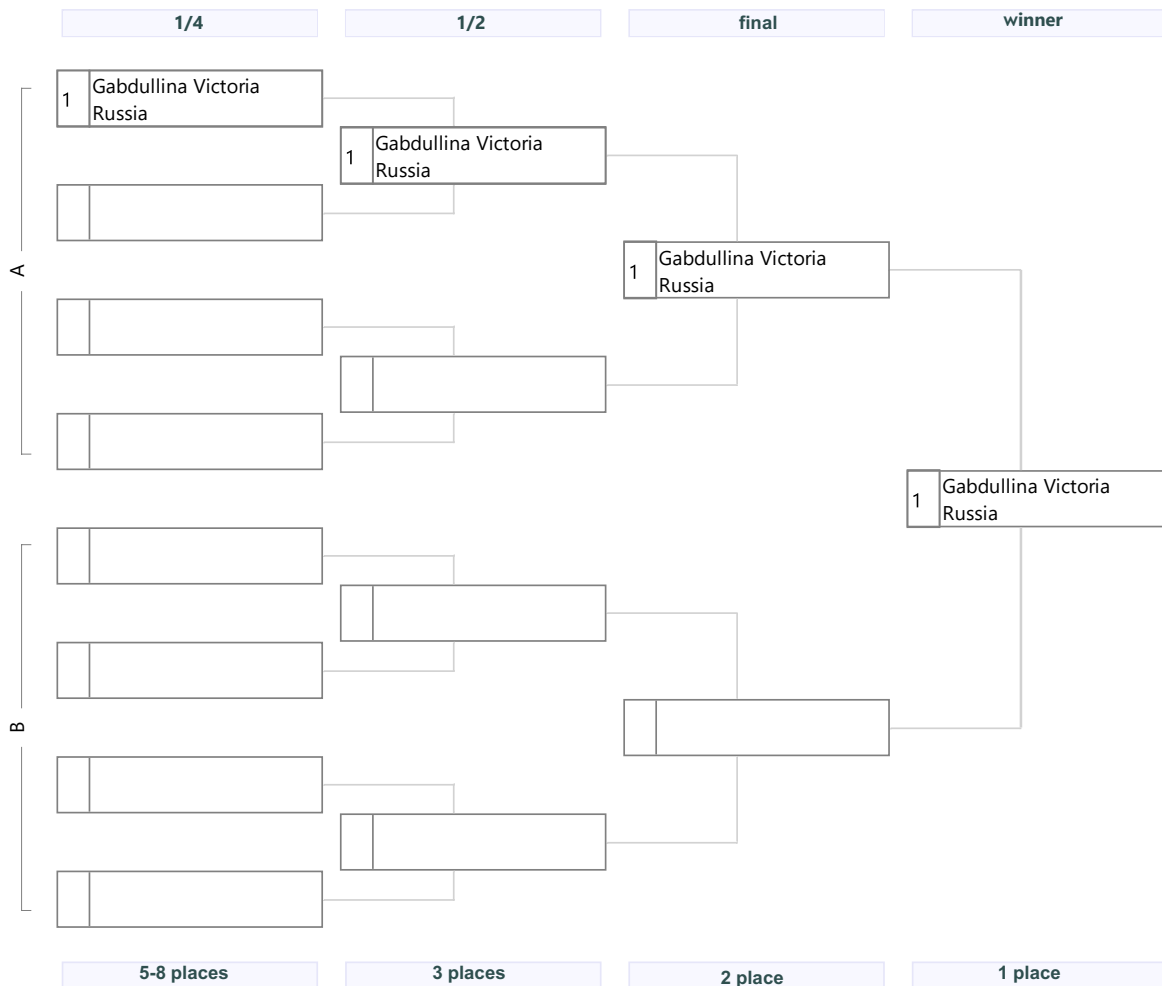 1/4
1/2
final
winner
1
Gabdullina Victoria
Russia
1
Gabdullina Victoria
Russia
1
Gabdullina Victoria
Russia
1
Gabdullina Victoria
Russia
A
B
5-8 places
3 places
2 place
1 place